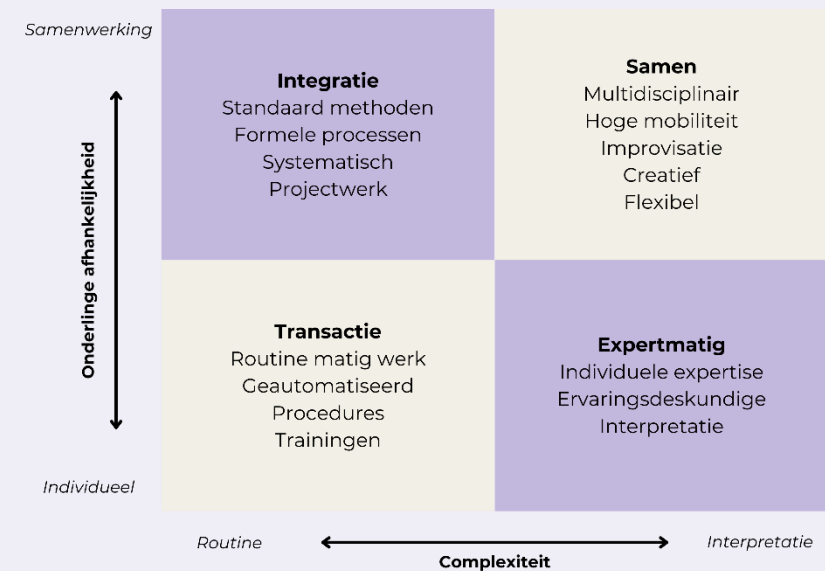 Samenwerking
Onderlinge afhankelijkheid
Individueel
Integratie
Standaard methoden
Formele processen
Systematisch
Projectwerk
Samen
Multidisciplinair
Hoge mobiliteit
Improvisatie
Creatief
Flexibel
Transactie
Routine matig werk
Geautomatiseerd
Procedures
Trainingen
Expertmatig
Individuele expertise
Ervaringsdeskundige
Interpretatie
Routine
Complexiteit
Interpretatie